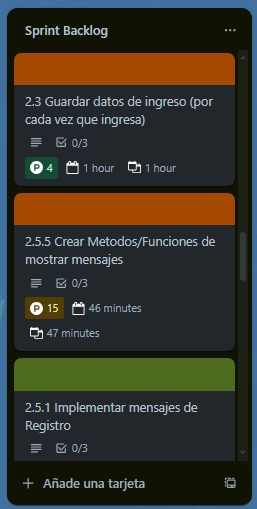 Sprint Backlog
2.3 Guardar datos de ingreso (por
cada vez que ingresa)
0/3
P 4 1 hour 1 hour
2.5.5 Crear Metodos/Funciones de
mostrar mensajes
0/3
P 15 46 minutes
47 minutes
2.5.1 Implementar mensajes de
Registro
0/3
Añade una tarjeta